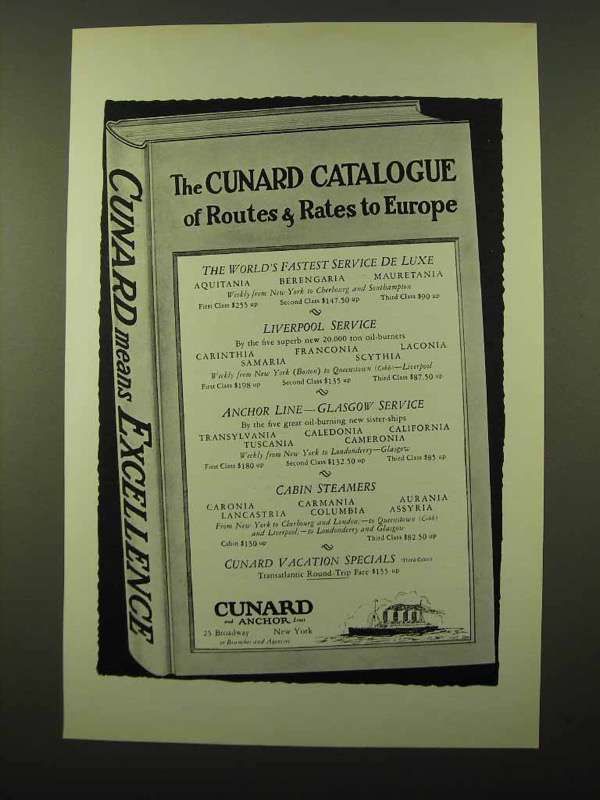 CUNARD means EXCELLENCE
The CUNARD CATALOGUE
of Routes & Rates to Europe
THE WORLD'S FASTEST SERVICE DE LUXE
AQUITANIA BERENGARIA MAURETANIA
Weekly from New York to Cherbourg and Southampton
First Class $255 up Second Class $147.50 up Third Class $90 up
LIVERPOOL SERVICE
By the five superb new 20,000 ton oil-burners
CARINTHIA FRANCONIA LACONIA
SAMARIA SCYTHIA
Weekly from New York (Boston) to Queenstown (Cobh)—Liverpool
First Class $198 up Second Class $135 up Third Class $87.50 up
ANCHOR LINE—GLASGOW SERVICE
By the five great oil-burning new sister-ships
TRANSYLVANIA CALEDONIA CALIFORNIA
TUSCANIA CAMERONIA
Weekly from New York to Londonderry—Glasgow
First Class $180 up Second Class $132.50 up Third Class $85 up
CABIN STEAMERS
CARONIA CARMANIA AURANIA
LANCASTRIA COLUMBIA ASSYRIA
From New York to Cherbourg and London,—to Queenstown (Cobh)
and Liverpool,—to Londonderry and Glasgow
Cabin $130 up Third Class $82.50 up
CUNARD VACATION SPECIALS (Third Class)
Transatlantic Round-Trip Fare $155 up
CUNARD
and ANCHOR Lines
25 Broadway New York
or Branches and Agencies